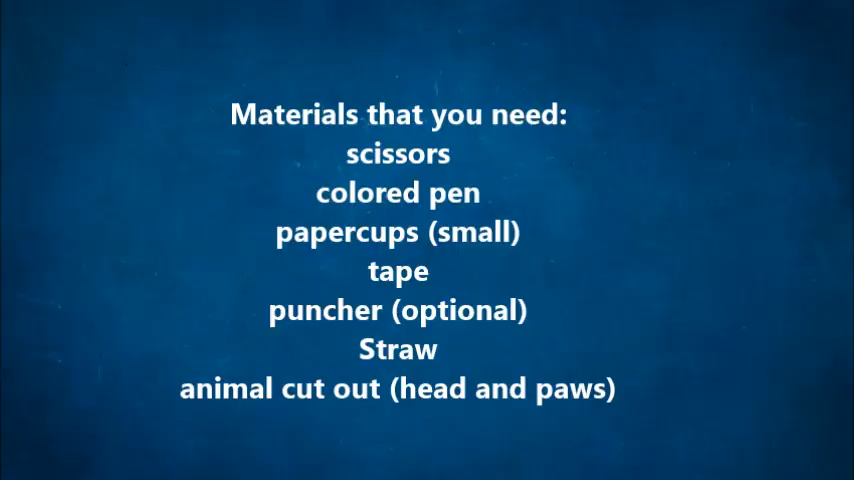 Materials that you need:
scissors
colored pen
papercups (small)
tape
puncher (optional)
Straw
animal cut out (head and paws)